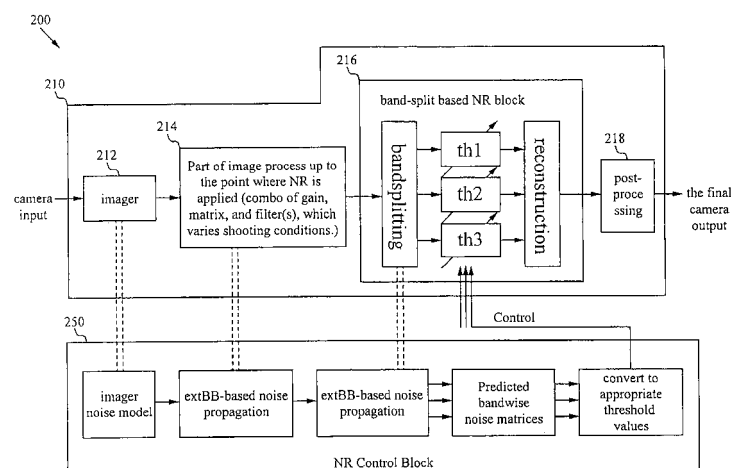 200
210
216
band-split based NR block
214
212
218
camera
input
imager
Part of image process up to
the point where NR is
applied (combo of gain,
matrix, and filter(s), which
varies shooting conditions.)
bandsplitting
th1
th2
th3
reconstruction
post-
proce
ssing
the final
camera
output
Control
250
imager
noise model
extBB-based noise
propagation
extBB-based noise
propagation
Predicted
bandwise
noise matrices
convert to
appropriate
threshold
values
NR Control Block